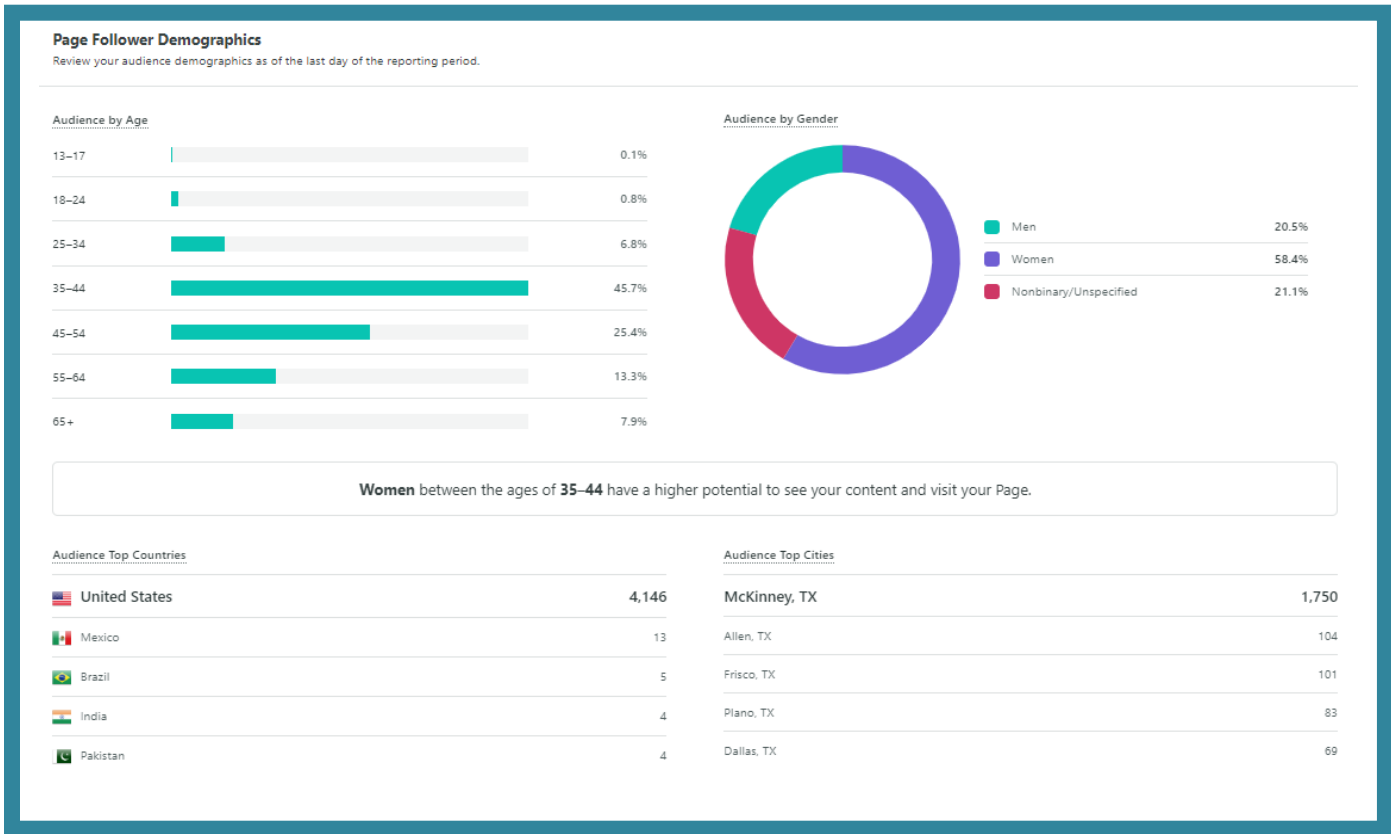 Page Follower Demographics
Review your audience demographics as of the last day of the reporting period.
Audience by Age
13–17 0.1%
18–24 0.8%
25–34 6.8%
35–44 45.7%
45–54 25.4%
55–64 13.3%
65+ 7.9%
Audience by Gender
Men 20.5%
Women 58.4%
Nonbinary/Unspecified 21.1%
Women between the ages of 35–44 have a higher potential to see your content and visit your Page.
Audience Top Countries
United States 4,146
Mexico 13
Brazil 5
India 4
Pakistan 4
Audience Top Cities
McKinney, TX 1,750
Allen, TX 104
Frisco, TX 101
Plano, TX 83
Dallas, TX 69